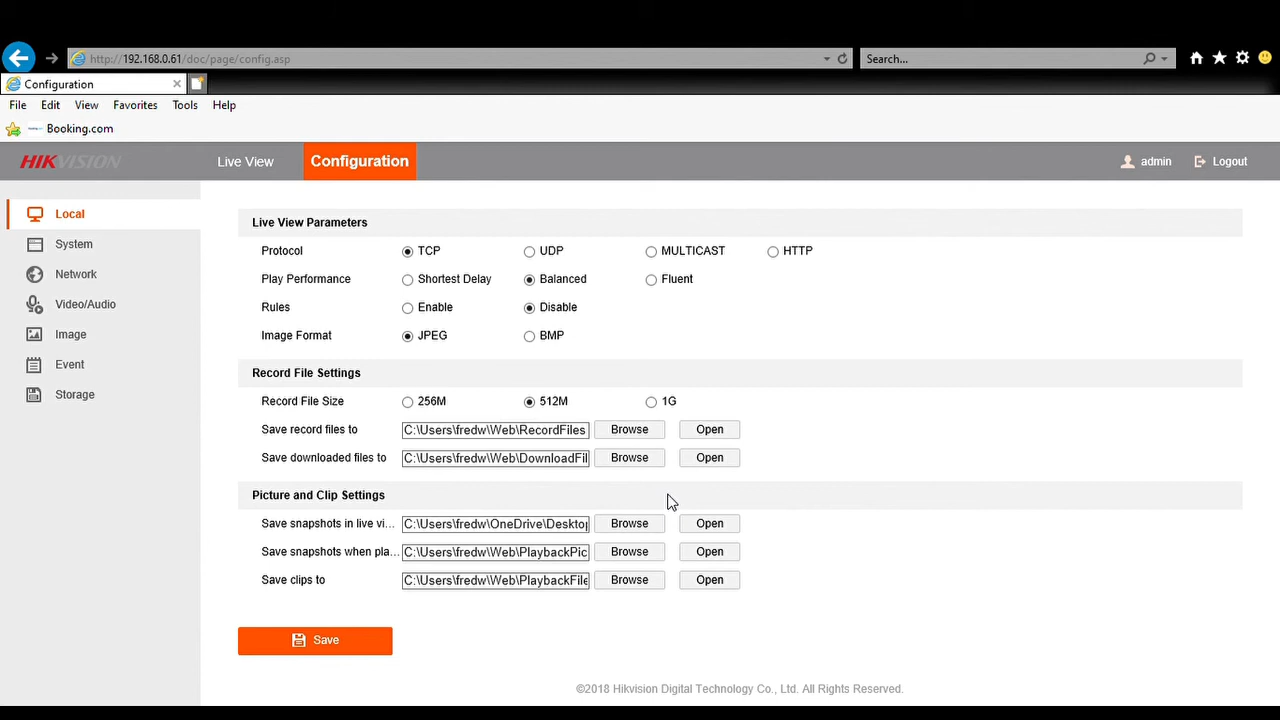 http://192.168.0.61/doc/page/config.asp
Search...
Configuration
File Edit View Favorites Tools Help
Booking.com
HIKVISION Live View Configuration admin Logout
Local
System
Network
Video/Audio
Image
Event
Storage
Live View Parameters
Protocol TCP UDP MULTICAST HTTP
Play Performance Shortest Delay Balanced Fluent
Rules Enable Disable
Image Format JPEG BMP
Record File Settings
Record File Size 256M 512M 1G
Save record files to C:\Users\fredw\Web\RecordFiles Browse Open
Save downloaded files to C:\Users\fredw\Web\DownloadFil Browse Open
Picture and Clip Settings
Save snapshots in live vi... C:\Users\fredw\OneDrive\Desktop Browse Open
Save snapshots when pla... C:\Users\fredw\Web\PlaybackPic Browse Open
Save clips to C:\Users\fredw\Web\PlaybackFile Browse Open
Save
©2018 Hikvision Digital Technology Co., Ltd. All Rights Reserved.